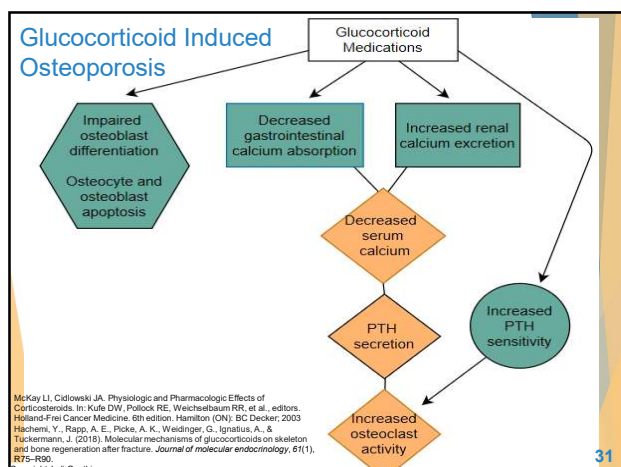 Glucocorticoid Induced
Osteoporosis
Glucocorticoid
Medications
Impaired
osteoblast
differentiation
Osteocyte and
osteoblast
apoptosis
Decreased
gastrointestinal
calcium absorption
Increased renal
calcium excretion
Decreased
serum
calcium
PTH
secretion
Increased
PTH
sensitivity
Increased
osteoclast
activity
McKay LI, Cidlowski JA. Physiologic and Pharmacologic Effects of
Corticosteroids. In: Kufe DW, Pollock RE, Weichselbaum RR, et al., editors.
Holland-Frei Cancer Medicine. 6th edition. Hamilton (ON): BC Decker; 2003
Hachemi, Y., Rapp, A. E., Picke, A. K., Weidinger, G., Ignatius, A., &
Tuckermann, J. (2018). Molecular mechanisms of glucocorticoids on skeleton
and bone regeneration after fracture. Journal of molecular endocrinology, 61(1),
R75–R90.
31